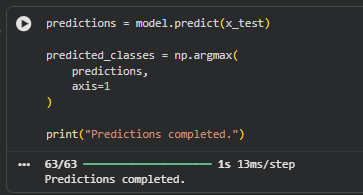 predictions = model.predict(x_test)
predicted_classes = np.argmax(
    predictions,
    axis=1
)
print("Predictions completed.")
63/63 ━━━━━━━━━━━━━━━━━━━━ 1s 13ms/step
Predictions completed.